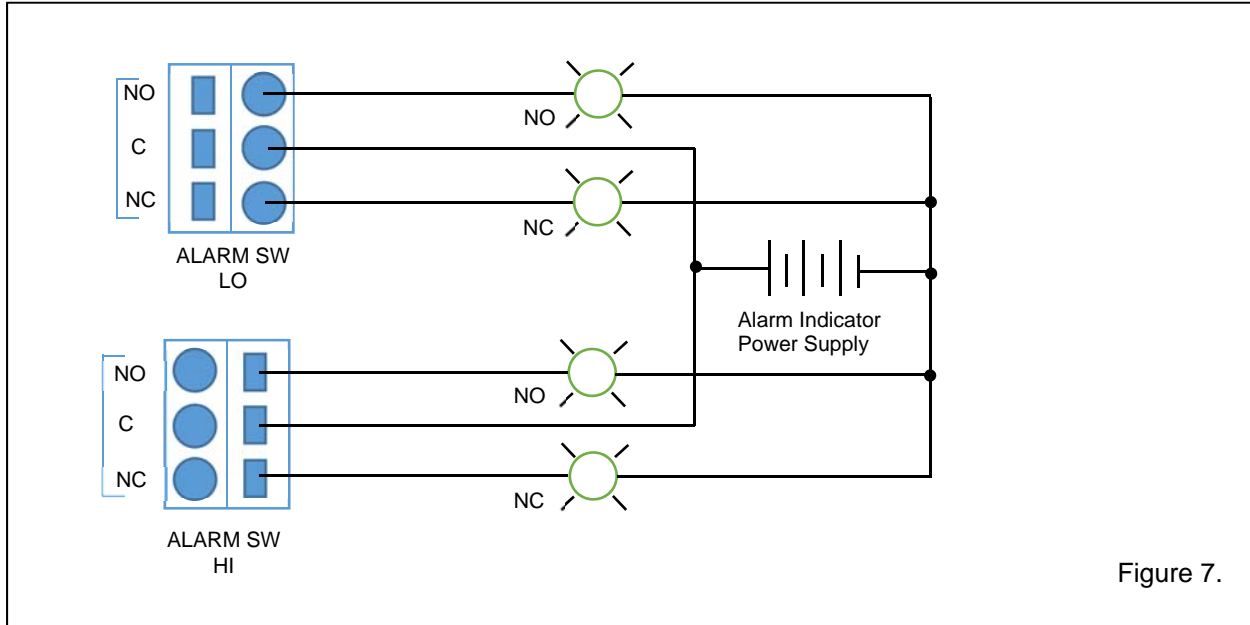 NO
NO
C
NC
NC
ALARM SW
LO
Alarm Indicator
Power Supply
NO
NO
C
NC
NC
ALARM SW
HI
Figure 7.